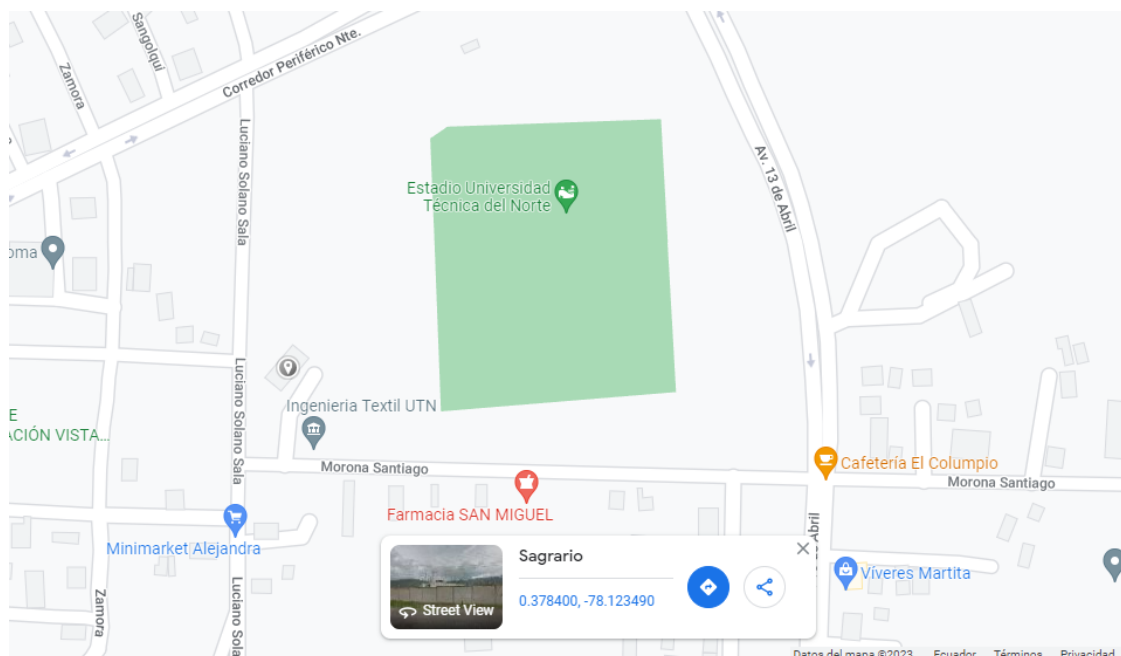 Sangolquí
Zamora
Corredor Periférico Nte.
Luciano Solano Sala
Av. 13 de Abril
Estadio Universidad
Técnica del Norte
oma
Luciano Solano Sala
Ingenieria Textil UTN
E
ACIÓN VISTA...
Morona Santiago
Cafetería El Columpio
Morona Santiago
Farmacia SAN MIGUEL
Minimarket Alejandra
Abril
Sagrario
0.378400, -78.123490
Street View
Víveres Martita
Zamora
Luciano Sola
Datos del mapa ©2023 Ecuador Términos Privacidad